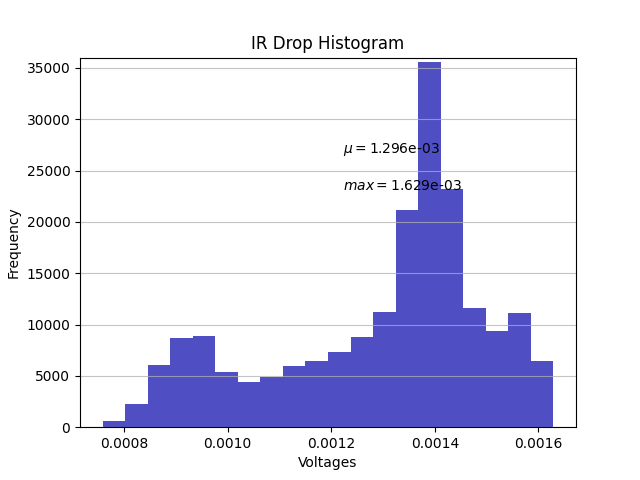 IR Drop Histogram
35000
30000
25000
20000
15000
10000
5000
0
Frequency
μ = 1.296e-03
max = 1.629e-03
0.0008 0.0010 0.0012 0.0014 0.0016
Voltages